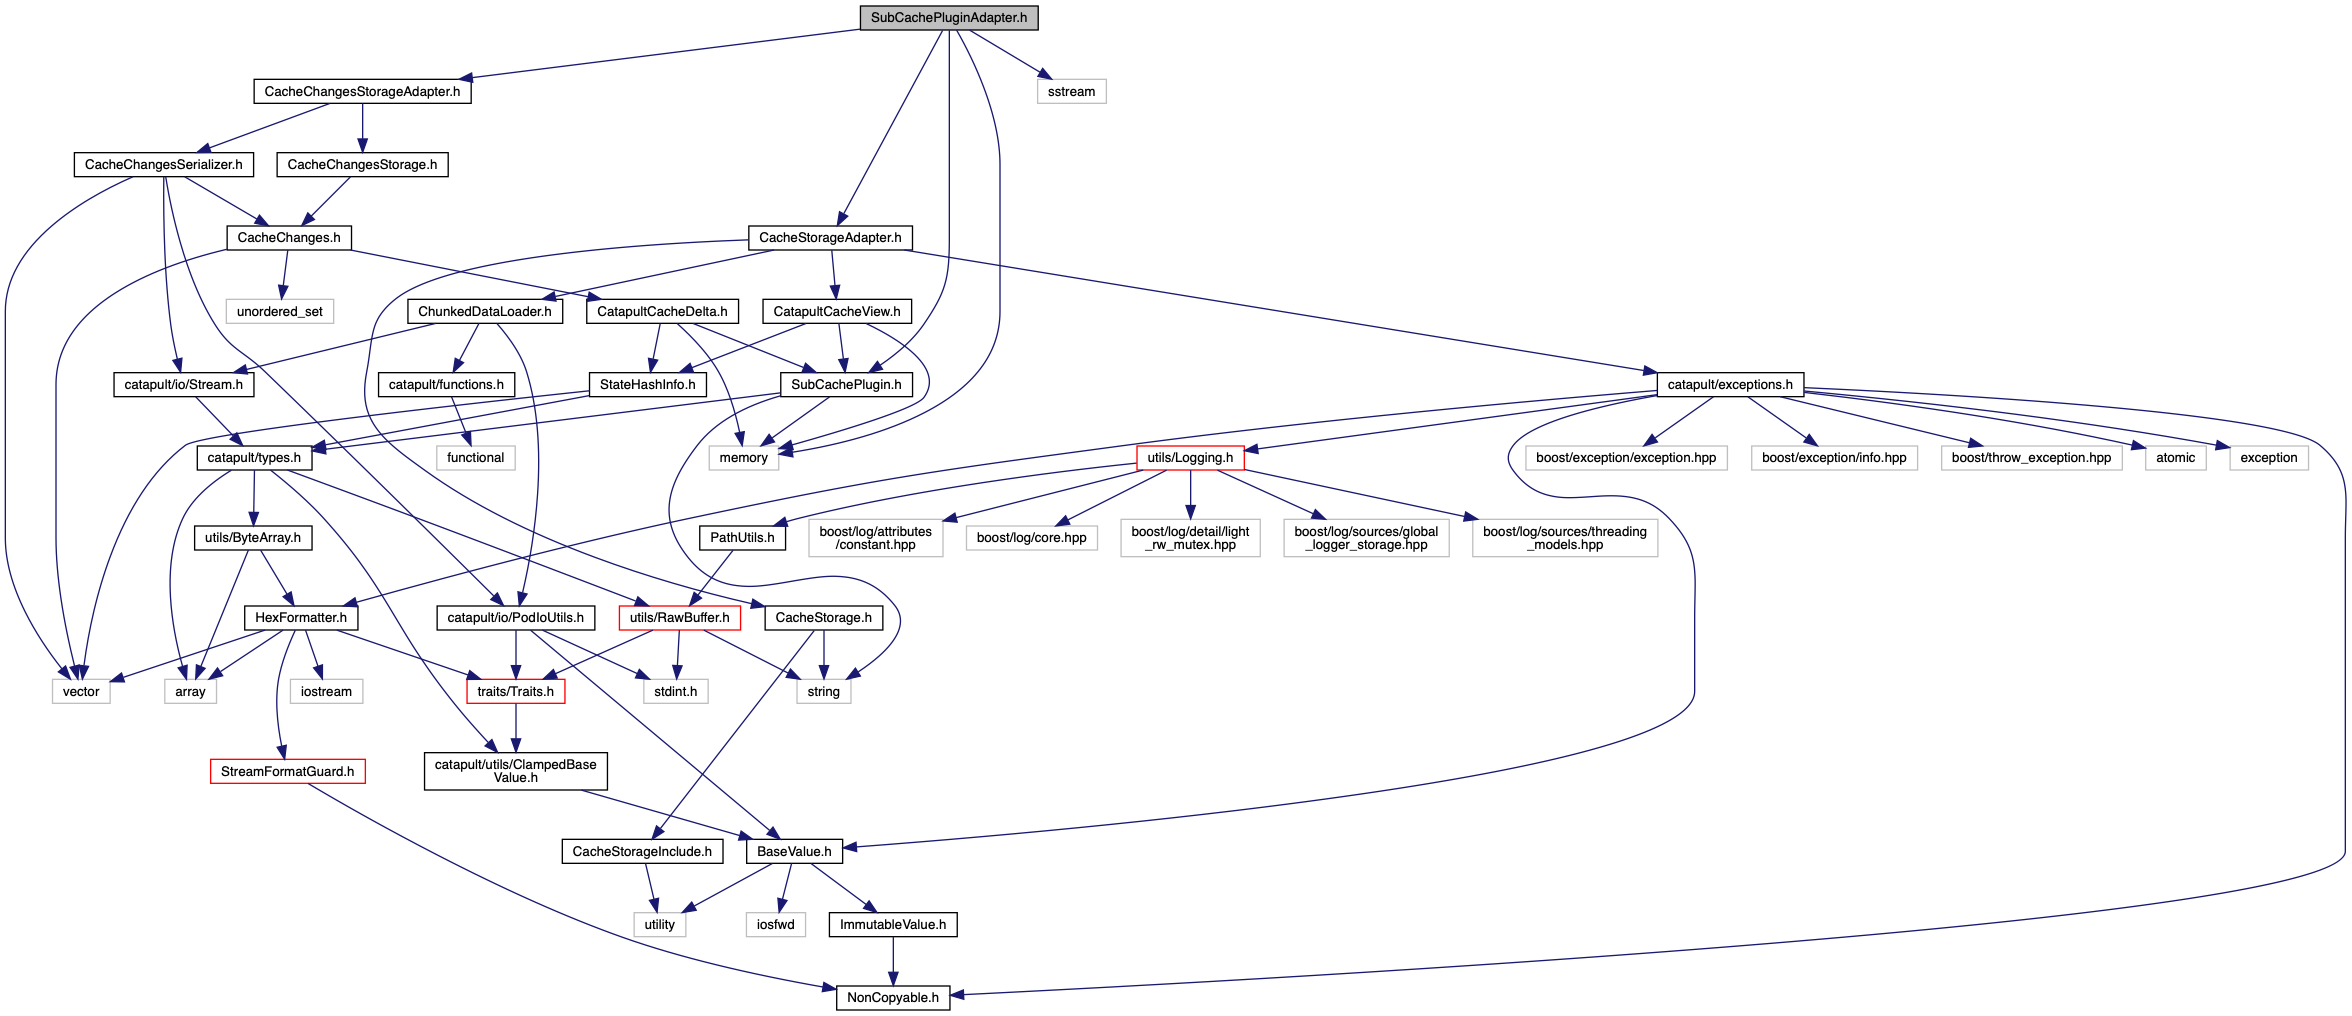 SubCachePluginAdapter.h
CacheChangesStorageAdapter.h
sstream
CacheChangesSerializer.h
CacheChangesStorage.h
CacheChanges.h
CacheStorageAdapter.h
unordered_set
ChunkedDataLoader.h
CatapultCacheDelta.h
CatapultCacheView.h
catapult/io/Stream.h
catapult/functions.h
StateHashInfo.h
SubCachePlugin.h
catapult/exceptions.h
catapult/types.h
functional
memory
utils/Logging.h
boost/exception/exception.hpp
boost/exception/info.hpp
boost/throw_exception.hpp
atomic
exception
utils/ByteArray.h
PathUtils.h
boost/log/attributes
/constant.hpp
boost/log/core.hpp
boost/log/detail/light
_rw_mutex.hpp
boost/log/sources/global
_logger_storage.hpp
boost/log/sources/threading
_models.hpp
HexFormatter.h
catapult/io/PodIoUtils.h
utils/RawBuffer.h
CacheStorage.h
vector
array
iostream
traits/Traits.h
stdint.h
string
StreamFormatGuard.h
catapult/utils/ClampedBase
Value.h
CacheStorageInclude.h
BaseValue.h
utility
iosfwd
ImmutableValue.h
NonCopyable.h